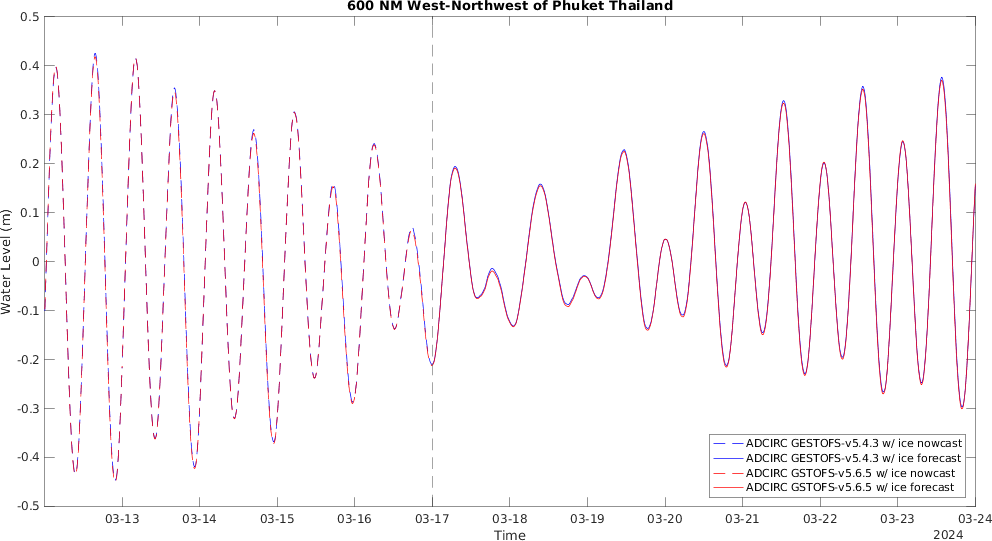 600 NM West-Northwest of Phuket Thailand
0.5
0.4
0.3
0.2
0.1
0
-0.1
-0.2
-0.3
-0.4
-0.5
Water Level (m)
ADCIRC GESTOFS-v5.4.3 w/ ice nowcast
ADCIRC GESTOFS-v5.4.3 w/ ice forecast
ADCIRC GSTOFS-v5.6.5 w/ ice nowcast
ADCIRC GSTOFS-v5.6.5 w/ ice forecast
03-13 03-14 03-15 03-16 03-17 03-18 03-19 03-20 03-21 03-22 03-23 03-24
Time
2024